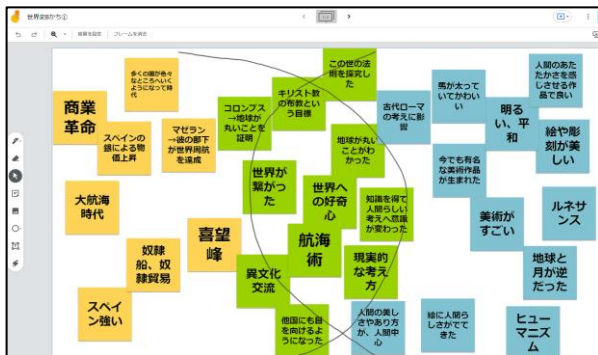 世界史Bかち①
背景を設定
フレームを消去
多くの国が色々
なところへいく
ようになって時
代
商業
革命
スペインの
銀による物
価上昇
マゼラン
→彼の部下
が世界周航
を達成
大航海
時代
奴隷
船、奴
隷貿易
喜望
峰
スペイ
ン強い
この世の法
則を探究し
た
キリスト教
の布教とい
う目標
コロンブス
→地球が
丸いことを
証明
地球が丸い
ことがわ
かった
世界が
繋がっ
た
世界へ
の好奇
心
知識を得て
人間らしい
考えへ意識
が変わった
航海
術
異文化
交流
現実的
な考え
方
他国にも目
を向けるよ
うになった
古代ローマ
の考えに影
響
馬が太って
いてかわい
い
人間のあた
たかさを感
じさせる作
品で良い
明る
い、平
和
絵や彫
刻が美
しい
今でも有名
な美術作品
が生まれた
美術が
すごい
ルネサ
ンス
地球と
月が逆
だった
人間の美し
さやあり方
が、人間中
心
絵に人間ら
しさがでて
きた
ヒュー
マニズ
ム